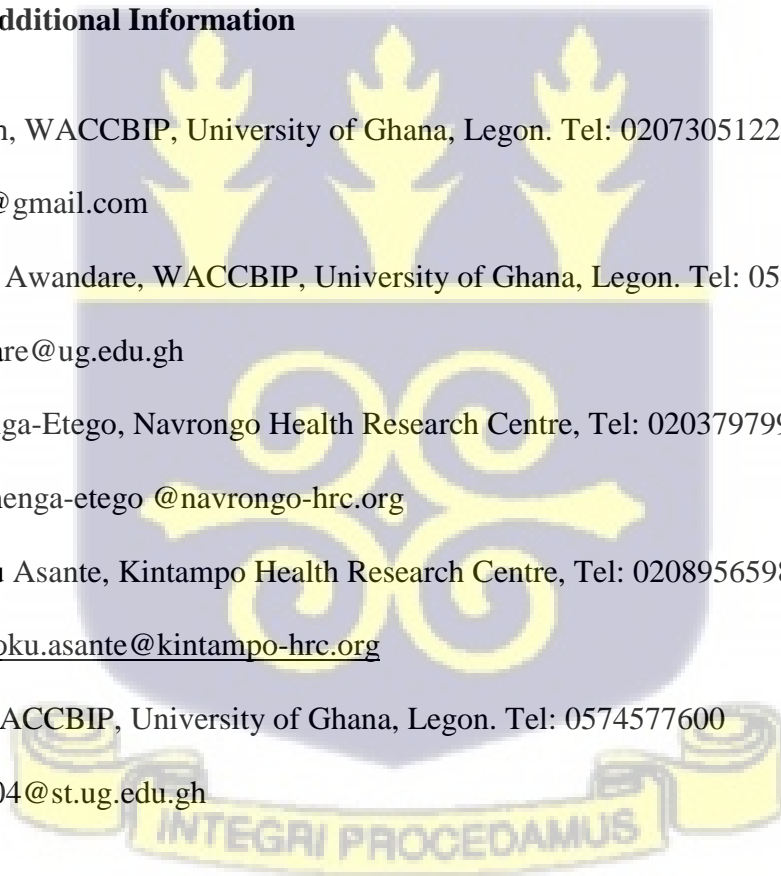 dditional Information
n, WACCBIP, University of Ghana, Legon. Tel: 0207305122
@gmail.com
Awandare, WACCBIP, University of Ghana, Legon. Tel: 05
are@ug.edu.gh
nga-Etego, Navrongo Health Research Centre, Tel: 020379799
nenga-etego @navrongo-hrc.org
u Asante, Kintampo Health Research Centre, Tel: 020895659
oku.asante@kintampo-hrc.org
ACCBIP, University of Ghana, Legon. Tel: 0574577600
04@st.ug.edu.gh
INTEGRI PROCEDAMUS